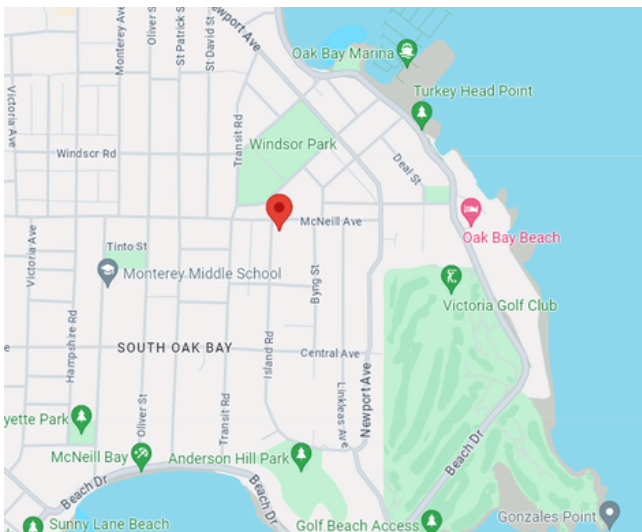 Newport Ave
Oliver St
St Patrick St
St David St
Monterey Ave
Oak Bay Marina
Turkey Head Point
Victoria Ave
Windsor Park
Transit Rd
Windsor Rd
Deal St
McNeill Ave
Oak Bay Beach
Tinto St
Monterey Middle School
Victoria Ave
Byng St
Victoria Golf Club
Hampshire Rd
Island Rd
SOUTH OAK BAY
Central Ave
e
Newport Ave
Linkleas Ave
Oliver St
Transit Rd
yette Park
McNeill Bay
Anderson Hill Park
Beach Dr
Beach Dr
Beach Dr
Gonzales Point
Sunny Lane Beach
Golf Beach Access